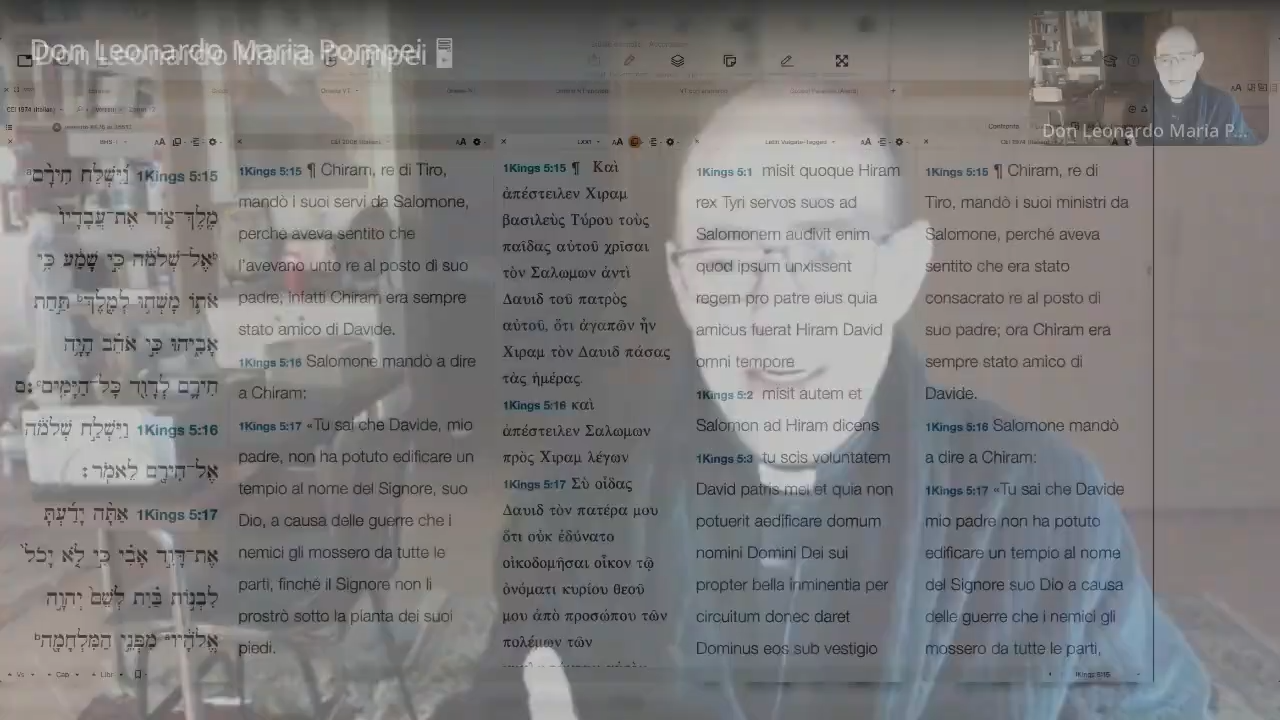 Don Leonardo Maria Pompei
Don Leonardo Maria P...
1Kings 5:15 וַיִּשְׁלַח חִירָם
מֶלֶךְ־צוֹר אֶת־עֲבָדָיו
אֶל־שְׁלֹמֹה כִּי שָׁמַע כִּי
אֹתוֹ מָשְׁחוּ לְמֶלֶךְ תַּחַת
אָבִיהוּ כִּי אֹהֵב הָיָה
חִירָם לְדָוִד כָּל־הַיָּמִים׃ ס
1Kings 5:16 וַיִּשְׁלַח שְׁלֹמֹה
אֶל־חִירָם לֵאמֹר׃
1Kings 5:17 אַתָּה יָדַעְתָּ
אֶת־דָּוִד אָבִי כִּי לֹא יָכֹל
לִבְנוֹת בַּיִת לְשֵׁם יְהוָה
אֱלֹהָיו מִפְּנֵי הַמִּלְחָמָה
1Kings 5:15 ¶ Chiram, re di Tiro,
mandò i suoi servi da Salomone,
perché aveva sentito che
l'avevano unto re al posto di suo
padre; infatti Chiram era sempre
stato amico di Davide.
1Kings 5:16 Salomone mandò a dire
a Chiram:
1Kings 5:17 «Tu sai che Davide, mio
padre, non ha potuto edificare un
tempio al nome del Signore, suo
Dio, a causa delle guerre che i
nemici gli mossero da tutte le
parti, finché il Signore non li
prostrò sotto la pianta dei suoi
piedi.
1Kings 5:15 ¶ Καὶ
ἀπέστειλεν Χιραμ
βασιλεὺς Τύρου τοὺς
παῖδας αὐτοῦ χρῖσαι
τὸν Σαλωμων ἀντὶ
Δαυιδ τοῦ πατρὸς
αὐτοῦ, ὅτι ἀγαπῶν ἦν
Χιραμ τὸν Δαυιδ πάσας
τὰς ἡμέρας.
1Kings 5:16 καὶ
ἀπέστειλεν Σαλωμων
πρὸς Χιραμ λέγων
1Kings 5:17 Σὺ οἶδας
Δαυιδ τὸν πατέρα μου
ὅτι οὐκ ἐδύνατο
οἰκοδομῆσαι οἶκον τῷ
ὀνόματι κυρίου θεοῦ
μου ἀπὸ προσώπου τῶν
πολέμων τῶν
1Kings 5:1 misit quoque Hiram
rex Tyri servos suos ad
Salomonem audivit enim
quod ipsum unxissent
regem pro patre eius quia
amicus fuerat Hiram David
omni tempore
1Kings 5:2 misit autem et
Salomon ad Hiram dicens
1Kings 5:3 tu scis voluntatem
David patris mei et quia non
potuerit aedificare domum
nomini Domini Dei sui
propter bella inminentia per
circuitum donec daret
Dominus eos sub vestigio
1Kings 5:15 ¶ Chiram, re di
Tiro, mandò i suoi ministri da
Salomone, perché aveva
sentito che era stato
consacrato re al posto di
suo padre; ora Chiram era
sempre stato amico di
Davide.
1Kings 5:16 Salomone mandò
a dire a Chiram:
1Kings 5:17 «Tu sai che Davide
mio padre non ha potuto
edificare un tempio al nome
del Signore suo Dio a causa
delle guerre che i nemici gli
mossero da tutte le parti,
1Kings 5:15